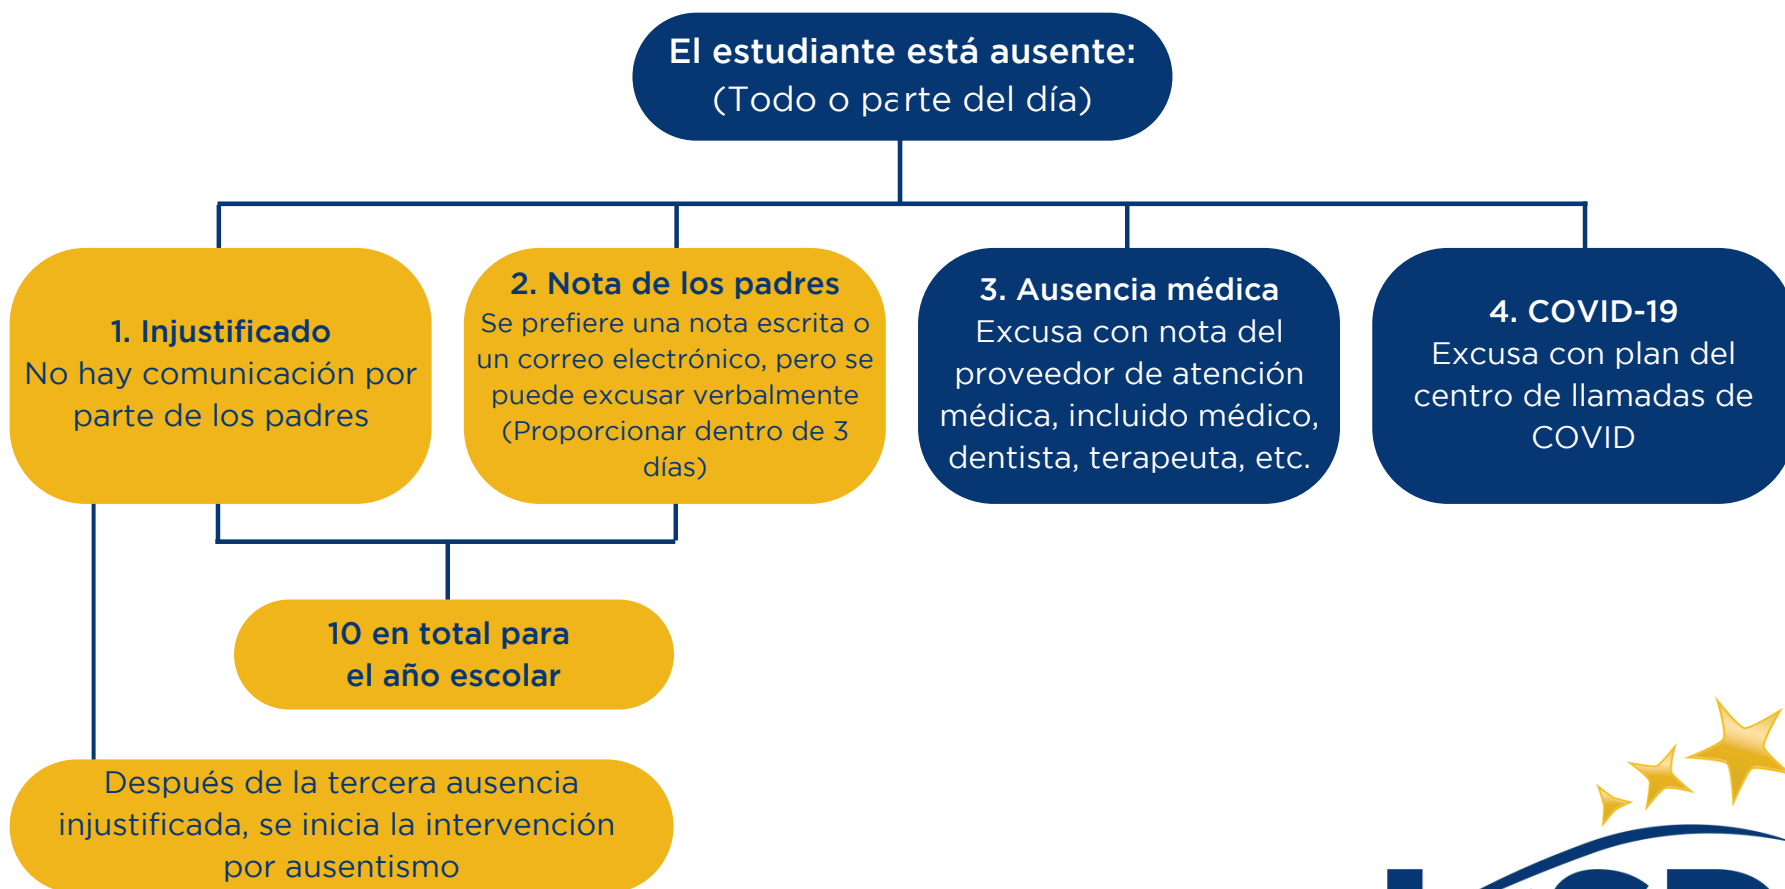 El estudiante está ausente:
(Todo o parte del día)
1. Injustificado
No hay comunicación por
parte de los padres
2. Nota de los padres
Se prefiere una nota escrita o
un correo electrónico, pero se
puede excusar verbalmente
(Proporcionar dentro de 3
días)
3. Ausencia médica
Excusa con nota del
proveedor de atención
médica, incluido médico,
dentista, terapeuta, etc.
4. COVID-19
Excusa con plan del
centro de llamadas de
COVID
10 en total para
el año escolar
Después de la tercera ausencia
injustificada, se inicia la intervención
por ausentismo